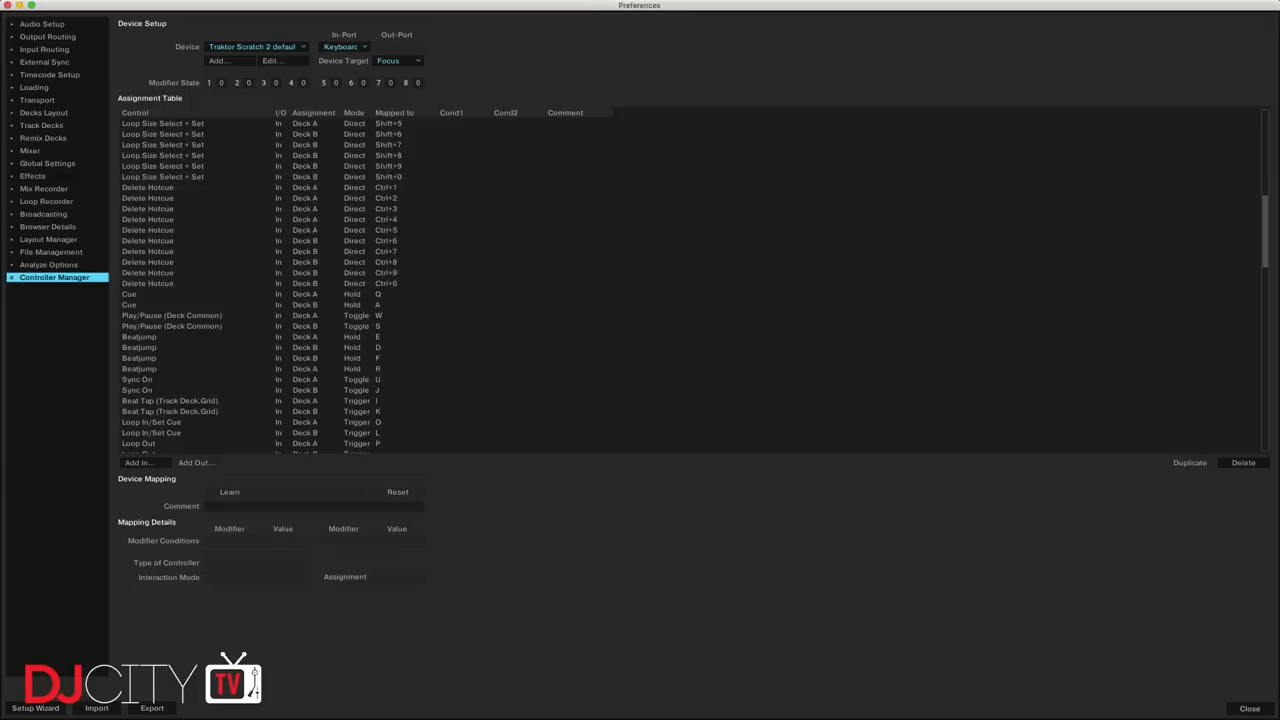 Preferences
Audio Setup
Output Routing
Input Routing
External Sync
Timecode Setup
Loading
Transport
Decks Layout
Track Decks
Remix Decks
Mixer
Global Settings
Effects
Mix Recorder
Loop Recorder
Broadcasting
Browser Details
Layout Manager
File Management
Analyze Options
Controller Manager
Device Setup
In-Port Out-Port
Device Traktor Scratch 2 defaul Keyboarc
Add... Edit... Device Target Focus
Modifier State 1 0 2 0 3 0 4 0 5 0 6 0 7 0 8 0
Assignment Table
Control I/O Assignment Mode Mapped to Cond1 Cond2 Comment
Loop Size Select + Set In Deck A Direct Shift+5
Loop Size Select + Set In Deck B Direct Shift+6
Loop Size Select + Set In Deck B Direct Shift+7
Loop Size Select + Set In Deck B Direct Shift+8
Loop Size Select + Set In Deck B Direct Shift+9
Loop Size Select + Set In Deck B Direct Shift+0
Delete Hotcue In Deck A Direct Ctrl+1
Delete Hotcue In Deck A Direct Ctrl+2
Delete Hotcue In Deck A Direct Ctrl+3
Delete Hotcue In Deck A Direct Ctrl+4
Delete Hotcue In Deck A Direct Ctrl+5
Delete Hotcue In Deck B Direct Ctrl+6
Delete Hotcue In Deck B Direct Ctrl+7
Delete Hotcue In Deck B Direct Ctrl+8
Delete Hotcue In Deck B Direct Ctrl+9
Delete Hotcue In Deck B Direct Ctrl+0
Cue In Deck A Hold Q
Cue In Deck B Hold A
Play/Pause (Deck Common) In Deck A Toggle W
Play/Pause (Deck Common) In Deck B Toggle S
Beatjump In Deck A Hold E
Beatjump In Deck B Hold D
Beatjump In Deck B Hold F
Beatjump In Deck A Hold R
Sync On In Deck A Toggle U
Sync On In Deck B Toggle J
Beat Tap (Track Deck.Grid) In Deck A Trigger I
Beat Tap (Track Deck.Grid) In Deck B Trigger K
Loop In/Set Cue In Deck A Trigger O
Loop In/Set Cue In Deck B Trigger L
Loop Out In Deck A Trigger P
Add In... Add Out... Duplicate Delete
Device Mapping
Learn Reset
Comment
Mapping Details
Modifier Value Modifier Value
Modifier Conditions
Type of Controller
Interaction Mode Assignment
DJCITY TV
Setup Wizard Import Export Close